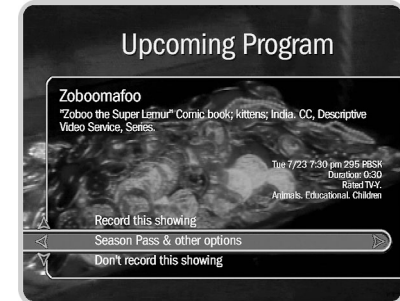 Upcoming Program
Zoboomafoo
"Zoboo the Super Lemur" Comic book; kittens; India. CC, Descriptive
Video Service, Series.
Tue 7/23 7:30 pm 295 PBSK
Duration: 0:30
Rated TV-Y.
Animals. Educational. Children
Record this showing
Season Pass & other options
Don't record this showing